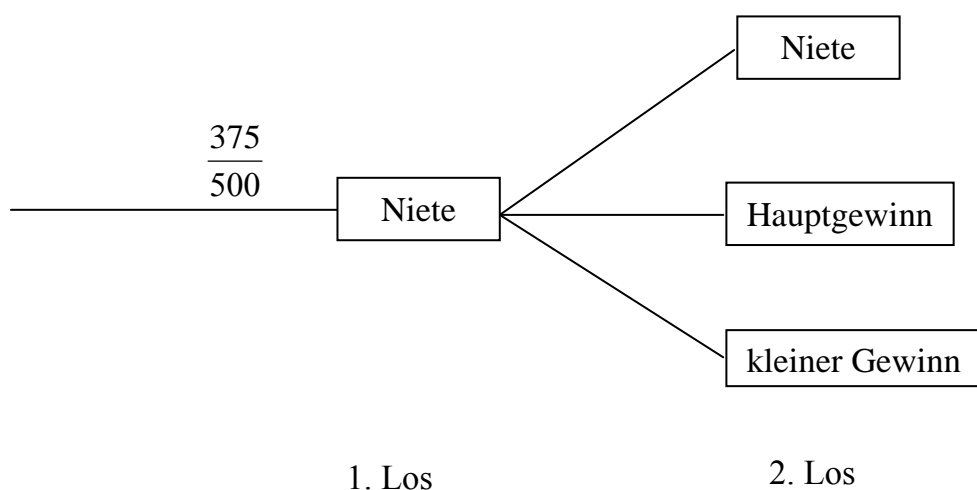 Niete
375
500
Niete
Hauptgewinn
kleiner Gewinn
1. Los
2. Los